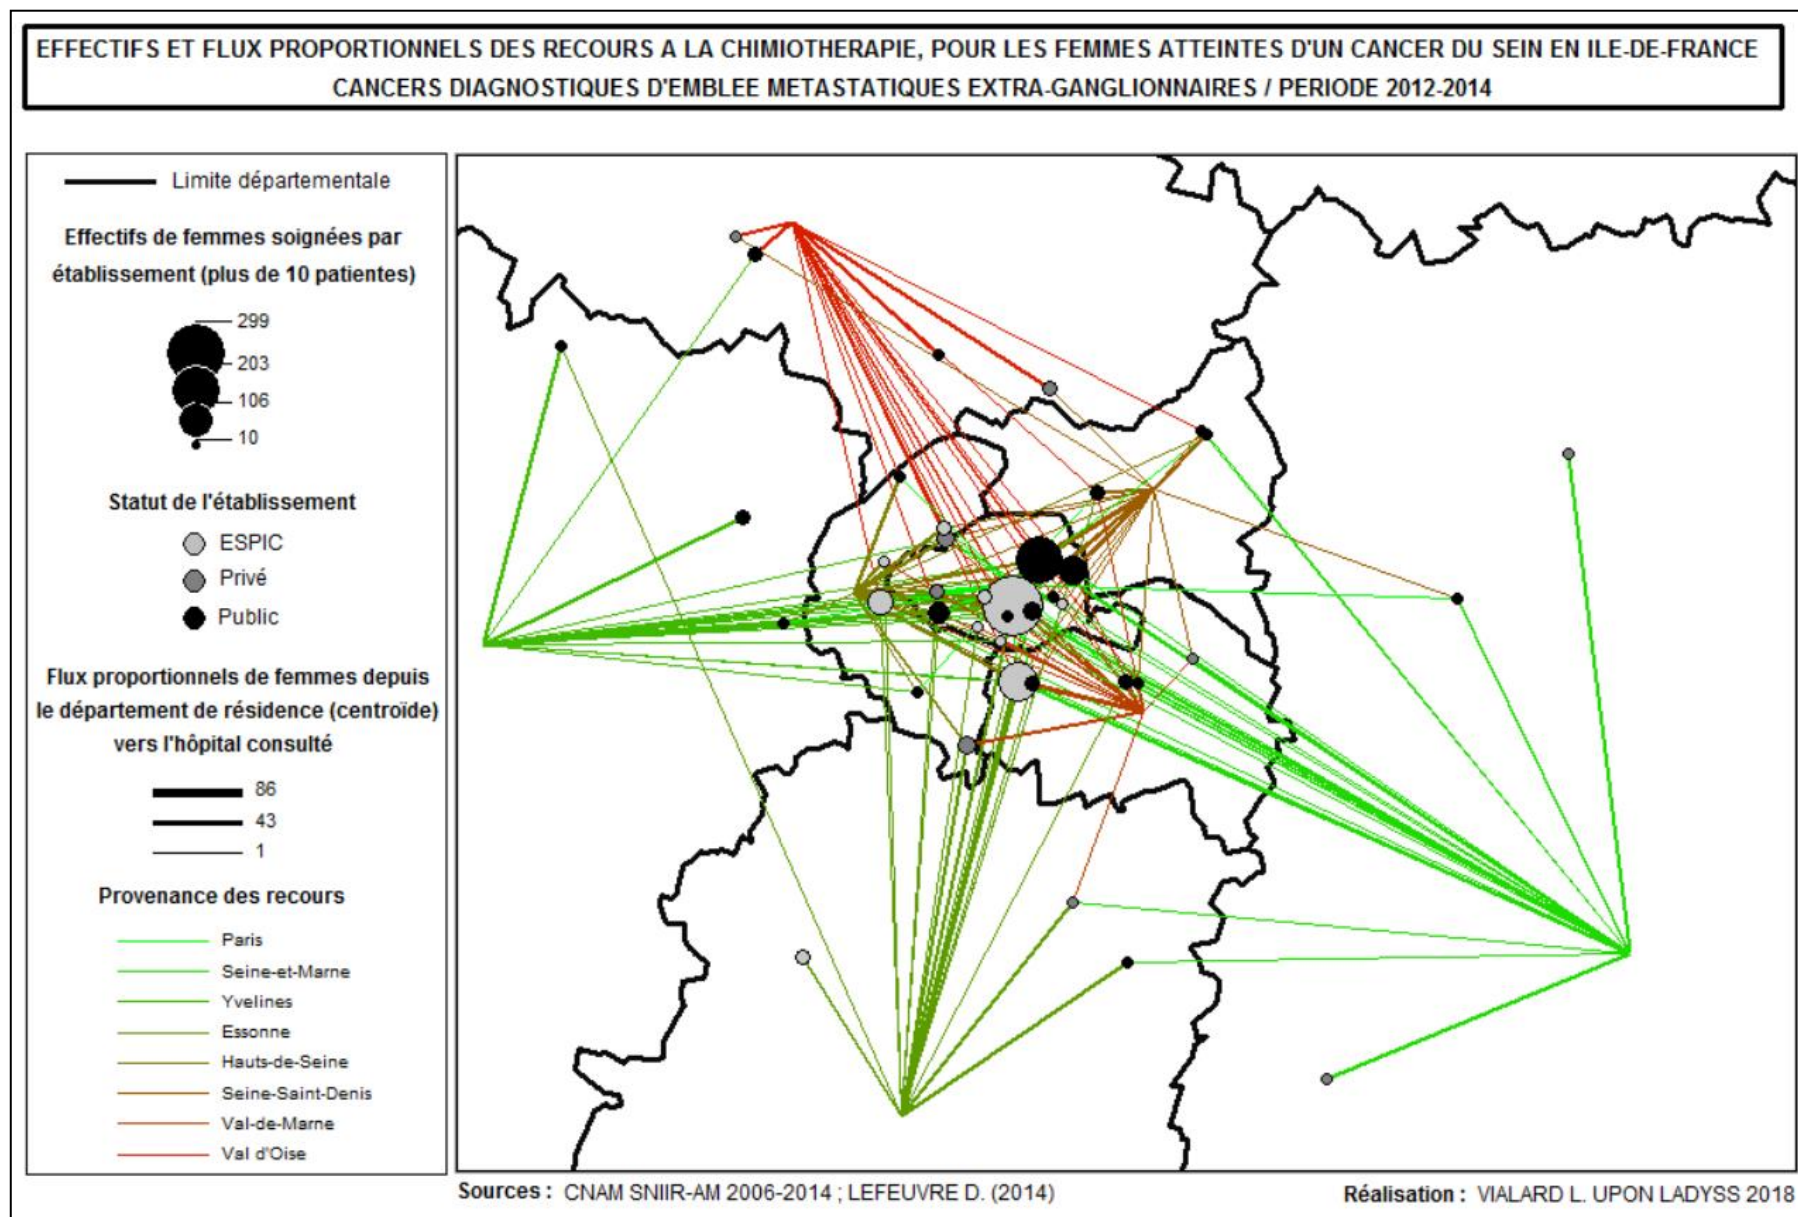 EFFECTIFS ET FLUX PROPORTIONNELS DES RECOURS A LA CHIMIOTHERAPIE, POUR LES FEMMES ATTEINTES D'UN CANCER DU SEIN EN ILE-DE-FRANCE
CANCERS DIAGNOSTIQUES D'EMBLEE METASTATIQUES EXTRA-GANGLIONNAIRES / PERIODE 2012-2014
Limite départementale
Effectifs de femmes soignées par
établissement (plus de 10 patientes)
299
203
106
10
Statut de l'établissement
ESPIC
Privé
Public
Flux proportionnels de femmes depuis
le département de résidence (centroïde)
vers l'hôpital consulté
86
43
1
Provenance des recours
Paris
Seine-et-Marne
Yvelines
Essonne
Hauts-de-Seine
Seine-Saint-Denis
Val-de-Marne
Val d'Oise
Sources : CNAM SNIIR-AM 2006-2014 ; LEFEUVRE D. (2014)
Réalisation : VIALARD L. UPON LADYSS 2018